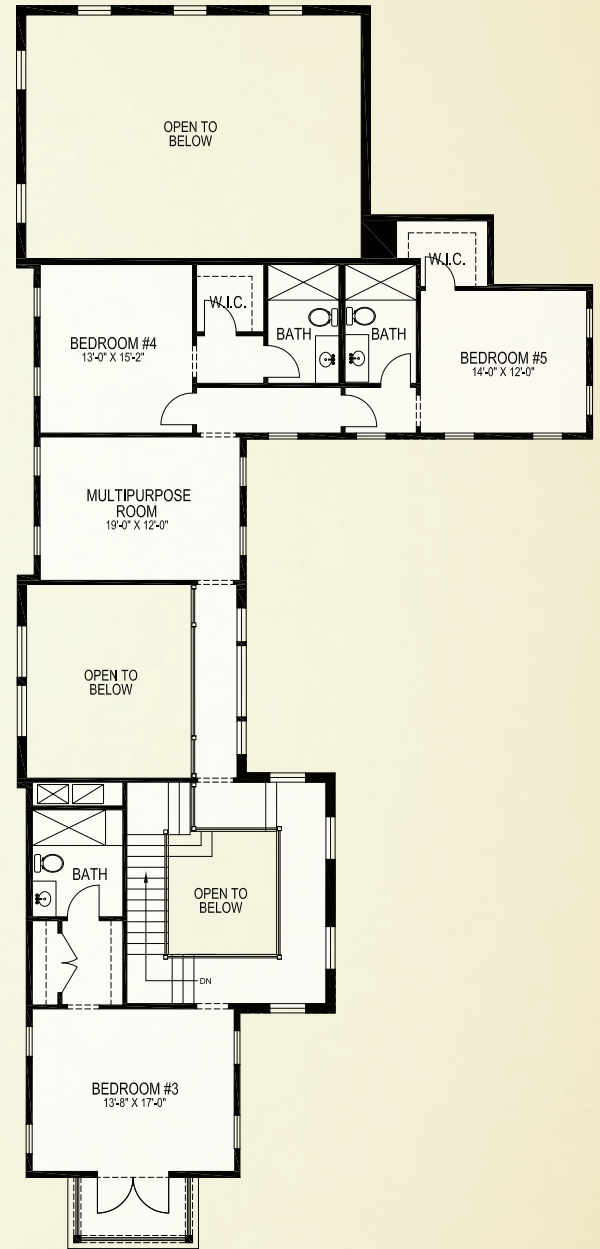 OPEN TO
BELOW
W.I.C.
W.I.C.
BEDROOM #4
13'-0" X 15'-2"
BATH
BATH
BEDROOM #5
14'-0" X 12'-0"
MULTIPURPOSE
ROOM
19'-0" X 12'-0"
OPEN TO
BELOW
BATH
OPEN TO
BELOW
DN
BEDROOM #3
13'-8" X 17'-0"